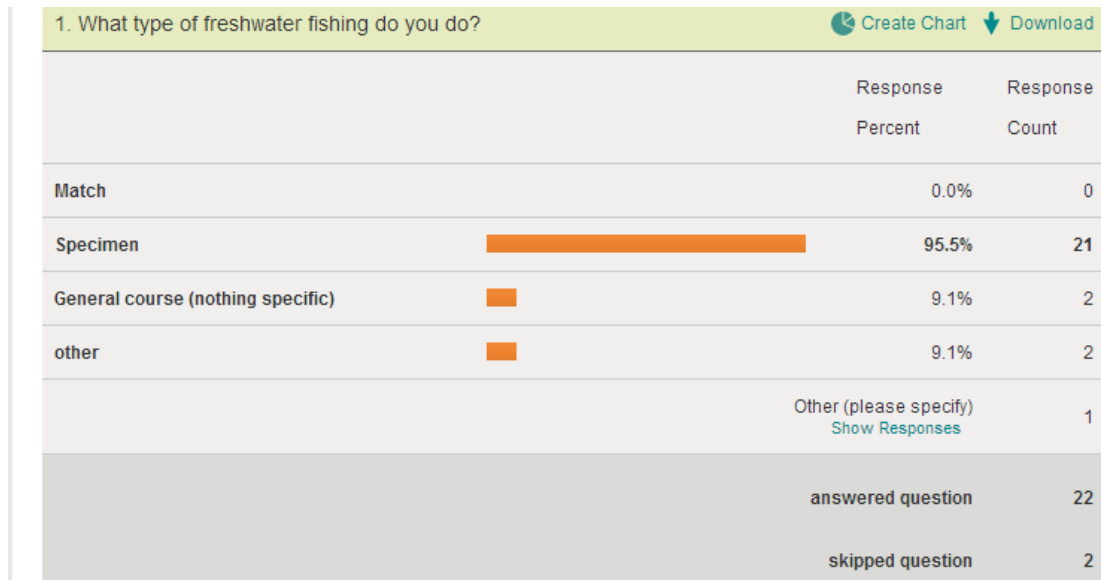 1. What type of freshwater fishing do you do? Create Chart Download
Response Response
Percent Count
Match 0.0% 0
Specimen 95.5% 21
General course (nothing specific) 9.1% 2
other 9.1% 2
Other (please specify) 1
Show Responses
answered question 22
skipped question 2